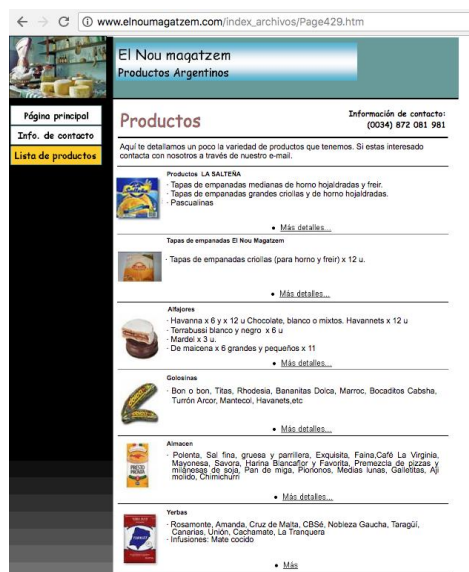 www.elnoumagatzem.com/index_archivos/Page429.htm
El Nou magatzem
Productos Argentinos
Página principal
Info. de contacto
Lista de productos
Productos
Información de contacto:
(0034) 872 081 981
Aquí te detallamos un poco la variedad de productos que tenemos. Si estas interesado
contacta con nosotros a través de nuestro e-mail.
Productos LA SALTEÑA
· Tapas de empanadas medianas de horno hojaldradas y freir.
· Tapas de empanadas grandes criollas y de horno hojaldradas.
· Pascualinas
• Más detalles...
Tapas de empanadas El Nou Magatzem
· Tapas de empanadas criollas (para horno y freir) x 12 u.
• Más detalles...
Alfajores
· Havanna x 6 y x 12 u Chocolate, blanco o mixtos. Havannets x 12 u
· Terrabussi blanco y negro x 6 u
· Mardel x 3 u.
· De maicena x 6 grandes y pequeños x 11
• Más detalles...
Golosinas
· Bon o bon, Titas, Rhodesia, Bananitas Dolca, Marroc, Bocaditos Cabsha,
Turrón Arcor, Mantecol, Havanets,etc
• Más detalles...
Almacen
· Polenta, Sal fina, gruesa y parrillera, Exquisita, Faina,Café La Virginia,
Mayonesa, Savora, Harina Blancaflor y Favorita, Premezcla de pizzas y
milanesas de soja, Pan de miga, Piononos, Medias lunas, Galletitas, Aji
molido, Chimichurri
PRESTO
PRONTA
• Más detalles...
Yerbas
· Rosamonte, Amanda, Cruz de Malta, CBSé, Nobleza Gaucha, Taragüí,
Canarias, Unión, Cachamate, La Tranquera
· Infusiones: Mate cocido
• Más